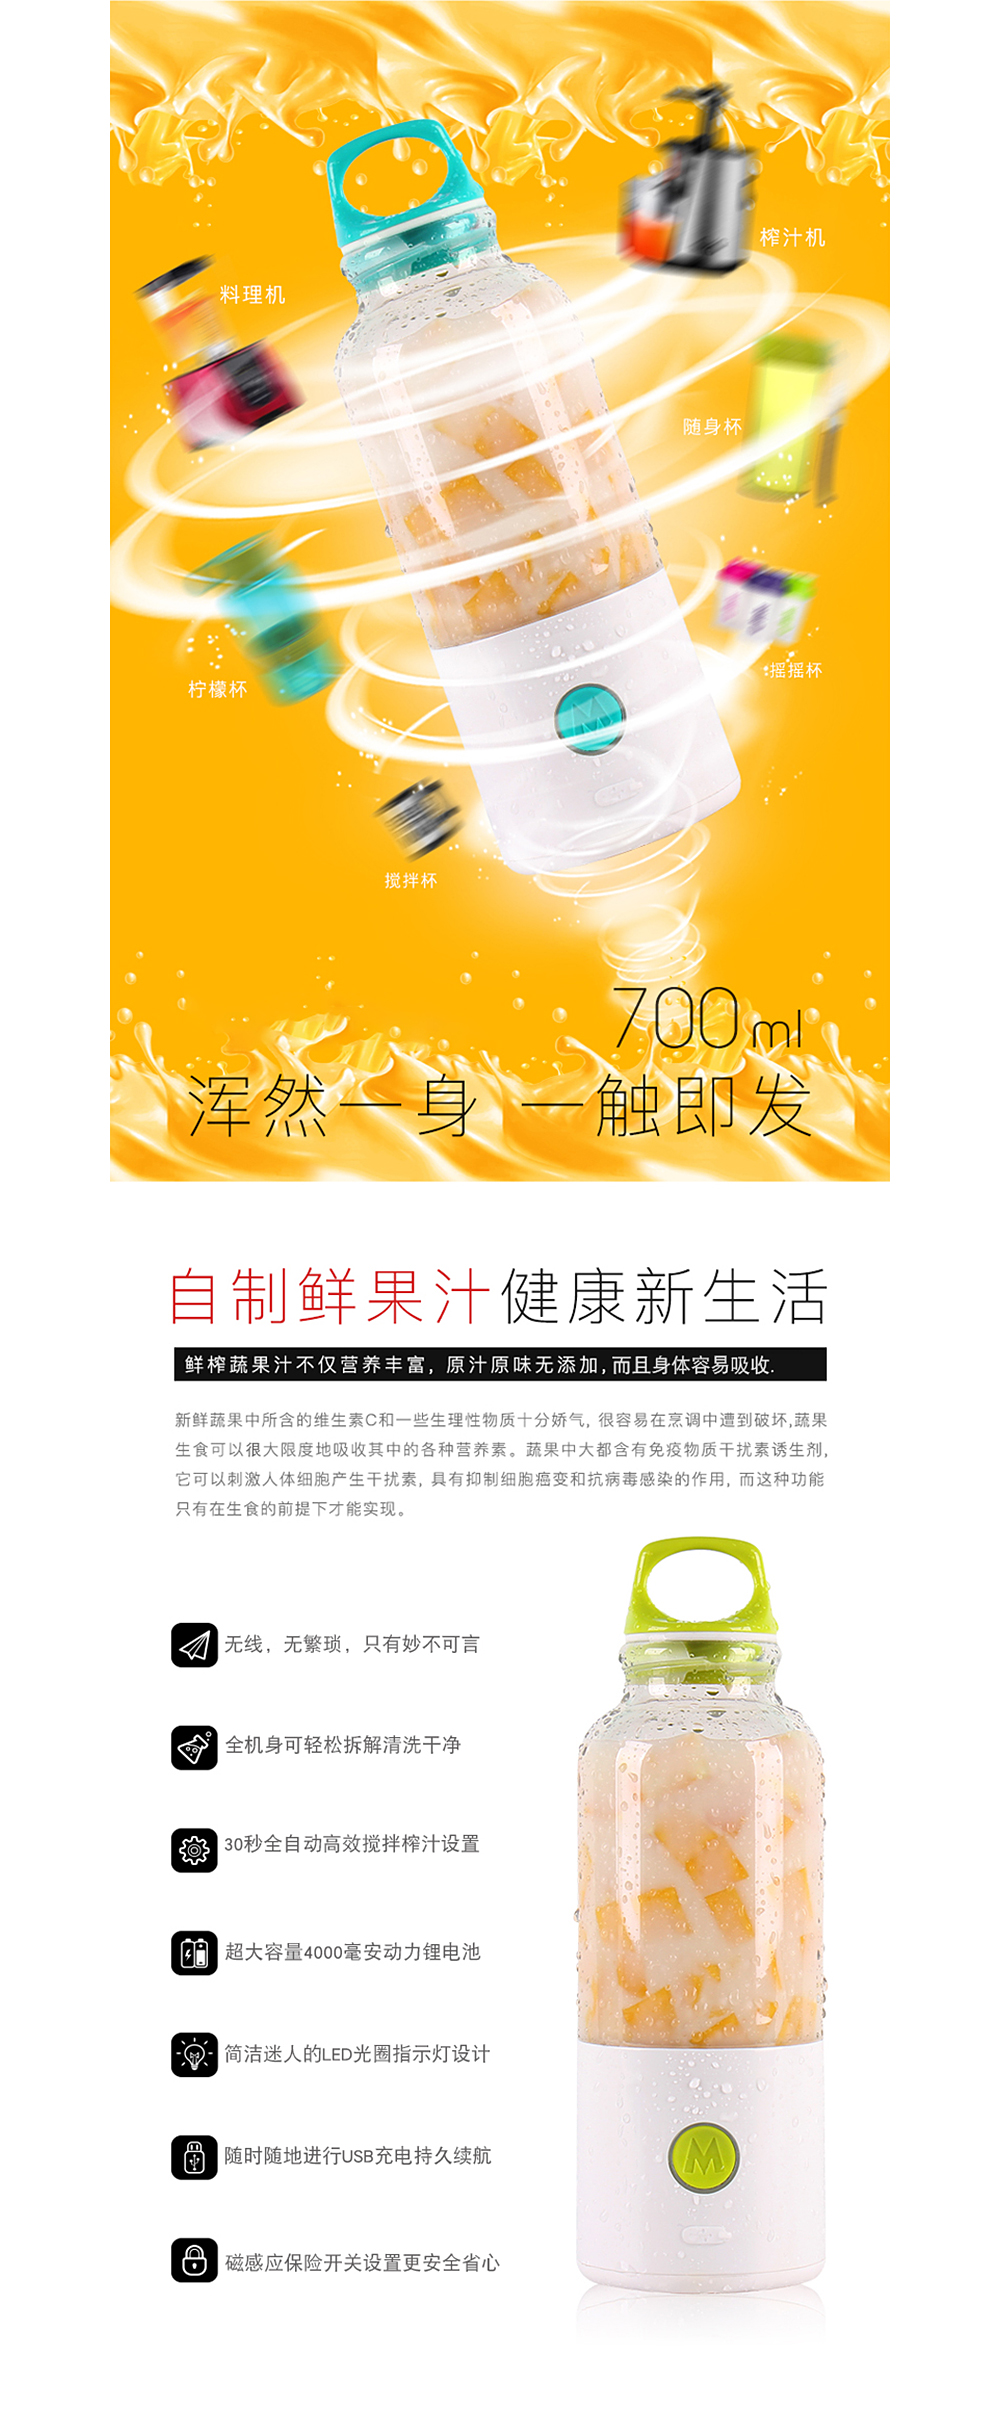 榨汁机
料理机
随身杯
摇摇杯
柠檬杯
搅拌杯
M
700ml
浑然一身 一触即发
自制鲜果汁健康新生活
鲜榨蔬果汁不仅营养丰富, 原汁原味无添加, 而且身体容易吸收.
新鲜蔬果中所含的维生素C和一些生理性物质十分娇气, 很容易在烹调中遭到破坏,蔬果
生食可以很大限度地吸收其中的各种营养素。蔬果中大都含有免疫物质干扰素诱生剂,
它可以刺激人体细胞产生干扰素, 具有抑制细胞癌变和抗病毒感染的作用, 而这种功能
只有在生食的前提下才能实现。
无线, 无繁琐, 只有妙不可言
全机身可轻松拆解清洗干净
30秒全自动高效搅拌榨汁设置
超大容量4000毫安动力锂电池
简洁迷人的LED光圈指示灯设计
随时随地进行USB充电持久续航
M
磁感应保险开关设置更安全省心